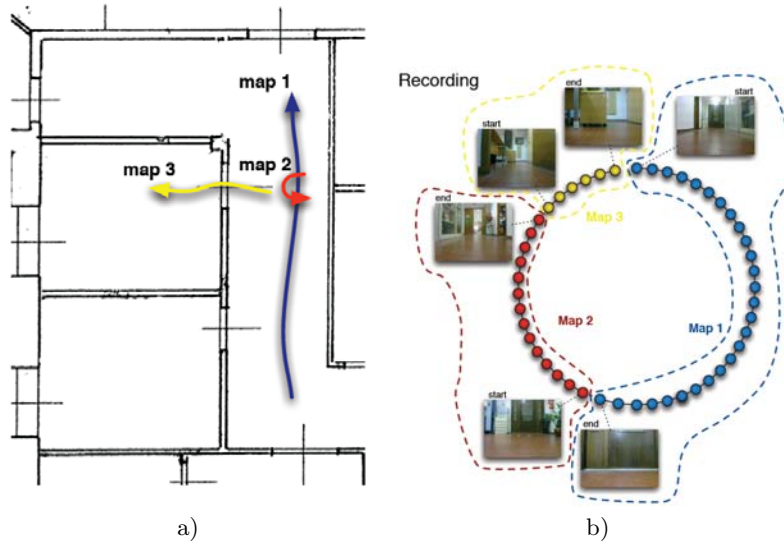 map 1
map 3
map 2
a)
Recording
end
start
start
end
Map 3
Map 2
Map 1
start
end
b)